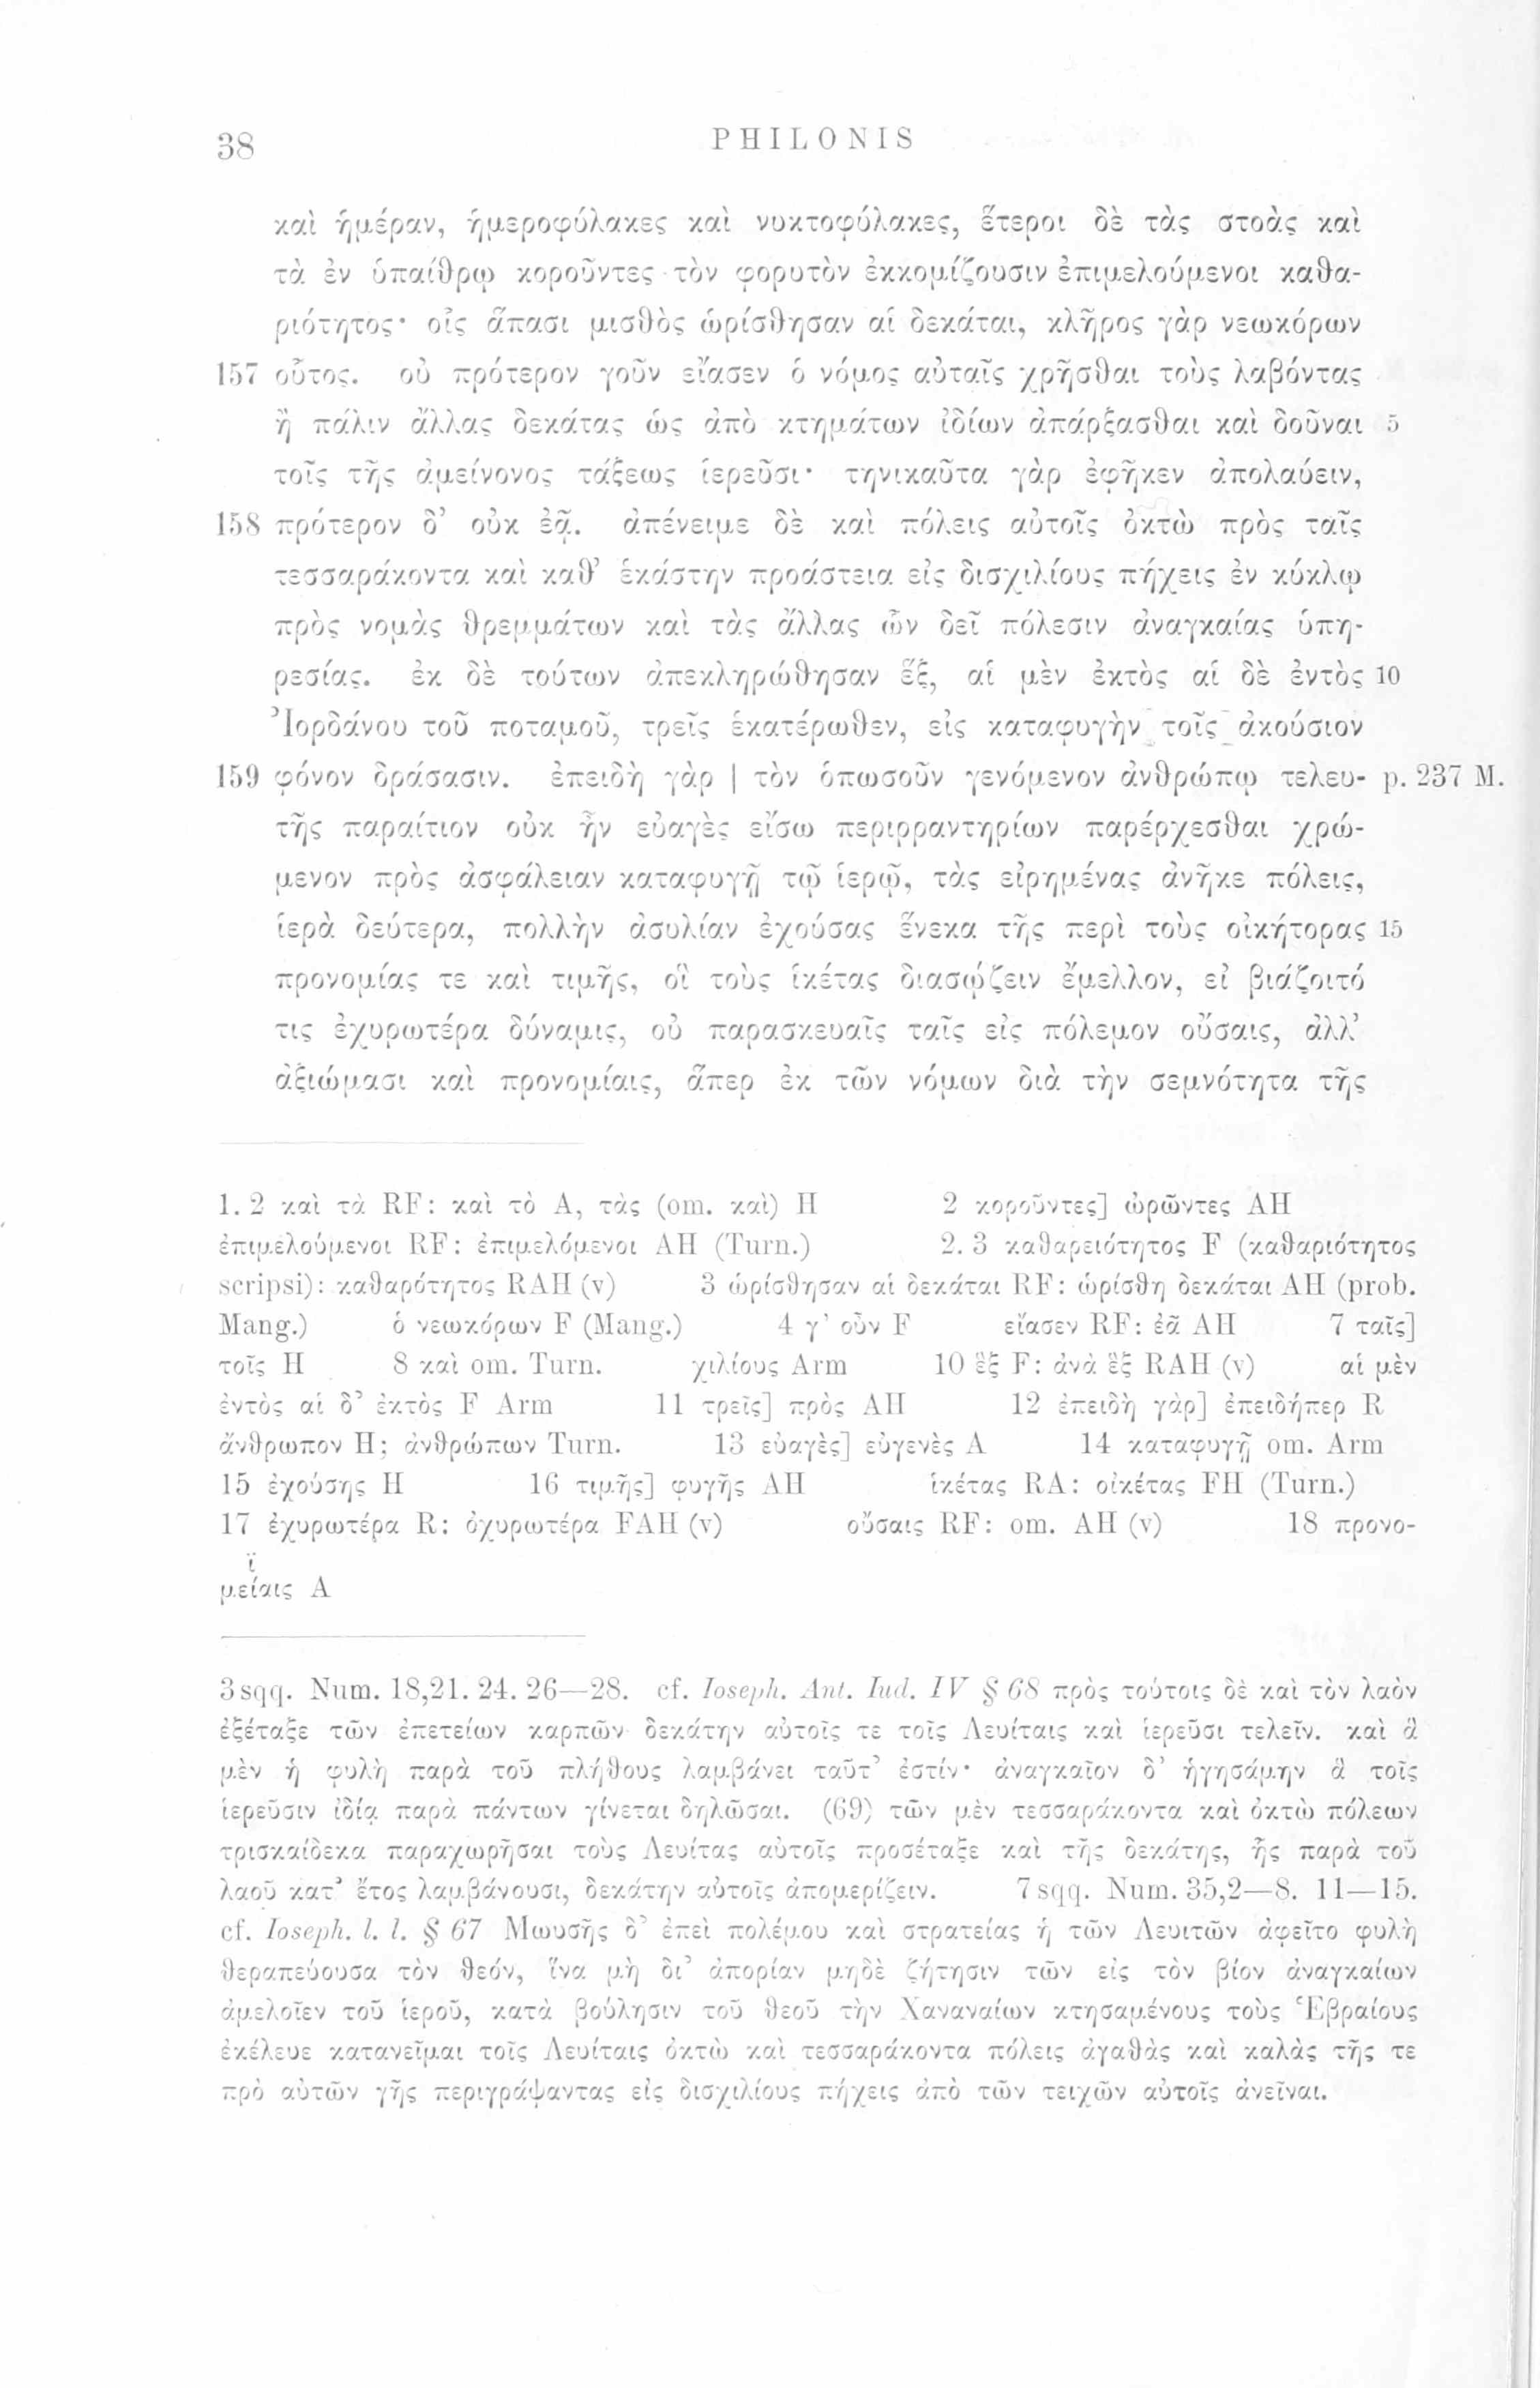 38 PHILONIS
καὶ ἡμέραν, ἡμεροφύλακες καὶ νυκτοφύλακες, ἕτεροι δὲ τὰς στοὰς καὶ
τὰ ἐν ὑπαίθρῳ κοροῦντες τὸν φορυτὸν ἐκκομίζουσιν ἐπιμελούμενοι καθα-
ριότητος· οἷς ἅπασι μισθὸς ὡρίσθησαν αἱ δεκάται, κλῆρος γὰρ νεωκόρων
157 οὗτος. οὐ πρότερον γοῦν εἴασεν ὁ νόμος αὐταῖς χρῆσθαι τοὺς λαβόντας
ἢ πάλιν ἄλλας δεκάτας ὡς ἀπὸ κτημάτων ἰδίων ἀπάρξασθαι καὶ δοῦναι 5
τοῖς τῆς ἀμείνονος τάξεως ἱερεῦσι· τηνικαῦτα γὰρ ἐφῆκεν ἀπολαύειν,
158 πρότερον δ’ οὐκ ἐᾷ. ἀπένειμε δὲ καὶ πόλεις αὐτοῖς ὀκτὼ πρὸς ταῖς
τεσσαράκοντα καὶ καθ’ ἑκάστην προάστεια εἰς δισχιλίους πήχεις ἐν κύκλῳ
πρὸς νομὰς θρεμμάτων καὶ τὰς ἄλλας ὧν δεῖ πόλεσιν ἀναγκαίας ὑπη-
ρεσίας. ἐκ δὲ τούτων ἀπεκληρώθησαν ἕξ, αἱ μὲν ἐκτὸς αἱ δὲ ἐντὸς 10
Ἰορδάνου τοῦ ποταμοῦ, τρεῖς ἑκατέρωθεν, εἰς καταφυγὴν τοῖς ἀκούσιον
159 φόνον δράσασιν. ἐπειδὴ γὰρ | τὸν ὁπωσοῦν γενόμενον ἀνθρώπῳ τελευ- p. 237 M.
τῆς παραίτιον οὐκ ἦν εὐαγὲς εἴσω περιρραντηρίων παρέρχεσθαι χρώ-
μενον πρὸς ἀσφάλειαν καταφυγῇ τῷ ἱερῷ, τὰς εἰρημένας ἀνῆκε πόλεις,
ἱερὰ δεύτερα, πολλὴν ἀσυλίαν ἐχούσας ἕνεκα τῆς περὶ τοὺς οἰκήτορας 15
προνομίας τε καὶ τιμῆς, οἳ τοὺς ἱκέτας διασῴζειν ἔμελλον, εἰ βιάζοιτό
τις ἐχυρωτέρα δύναμις, οὐ παρασκευαῖς ταῖς εἰς πόλεμον οὔσαις, ἀλλ’
ἀξιώμασι καὶ προνομίαις, ἅπερ ἐκ τῶν νόμων διὰ τὴν σεμνότητα τῆς
1. 2 καὶ τὰ RF: καὶ τὸ A, τὰς (om. καὶ) H 2 κοροῦντες] ὡρῶντες AH
ἐπιμελούμενοι RF: ἐπιμελόμενοι AH (Turn.) 2. 3 καθαρειότητος F (καθαριότητος
scripsi): καθαρότητος RAH (v) 3 ὡρίσθησαν αἱ δεκάται RF: ὡρίσθη δεκάται AH (prob.
Mang.) ὁ νεωκόρων F (Mang.) 4 γ’ οὖν F εἴασεν RF: ἐᾶ AH 7 ταῖς]
τοῖς H 8 καὶ om. Turn. χιλίους Arm 10 ἓξ F: ἀνὰ ἓξ RAH (v) αἱ μὲν
ἐντὸς αἱ δ’ ἐκτὸς F Arm 11 τρεῖς] πρὸς AH 12 ἐπειδὴ γὰρ] ἐπειδήπερ R
ἄνθρωπον H; ἀνθρώπων Turn. 13 εὐαγὲς] εὐγενὲς A 14 καταφυγῇ om. Arm
15 ἐχούσης H 16 τιμῆς] φυγῆς AH ἱκέτας RA: οἰκέτας FH (Turn.)
17 ἐχυρωτέρα R: ὀχυρωτέρα FAH (v) οὔσαις RF: om. AH (v) 18 προνο-
ϊ
μείαις A
3 sqq. Num. 18,21. 24. 26—28. cf. Ioseph. Ant. Iud. IV § 68 πρὸς τούτοις δὲ καὶ τὸν λαὸν
ἐξέταξε τῶν ἐπετείων καρπῶν δεκάτην αὐτοῖς τε τοῖς Λευίταις καὶ ἱερεῦσι τελεῖν. καὶ ἃ
μὲν ἡ φυλὴ παρὰ τοῦ πλήθους λαμβάνει ταῦτ’ ἐστίν· ἀναγκαῖον δ’ ἡγησάμην ἃ τοῖς
ἱερεῦσιν ἰδίᾳ παρὰ πάντων γίνεται δηλῶσαι. (69) τῶν μὲν τεσσαράκοντα καὶ ὀκτὼ πόλεων
τρισκαίδεκα παραχωρῆσαι τοὺς Λευίτας αὐτοῖς προσέταξε καὶ τῆς δεκάτης, ἧς παρὰ τοῦ
λαοῦ κατ’ ἔτος λαμβάνουσι, δεκάτην αὐτοῖς ἀπομερίζειν. 7 sqq. Num. 35,2—8. 11—15.
cf. Ioseph. l. l. § 67 Μωυσῆς δ’ ἐπεὶ πολέμου καὶ στρατείας ἡ τῶν Λευιτῶν ἀφεῖτο φυλὴ
θεραπεύουσα τὸν θεόν, ἵνα μὴ δι’ ἀπορίαν μηδὲ ζήτησιν τῶν εἰς τὸν βίον ἀναγκαίων
ἀμελοῖεν τοῦ ἱεροῦ, κατὰ βούλησιν τοῦ θεοῦ τὴν Χαναναίων κτησαμένους τοὺς Ἑβραίους
ἐκέλευε κατανεῖμαι τοῖς Λευίταις ὀκτὼ καὶ τεσσαράκοντα πόλεις ἀγαθὰς καὶ καλὰς τῆς τε
πρὸ αὐτῶν γῆς περιγράψαντας εἰς δισχιλίους πήχεις ἀπὸ τῶν τειχῶν αὐτοῖς ἀνεῖναι.